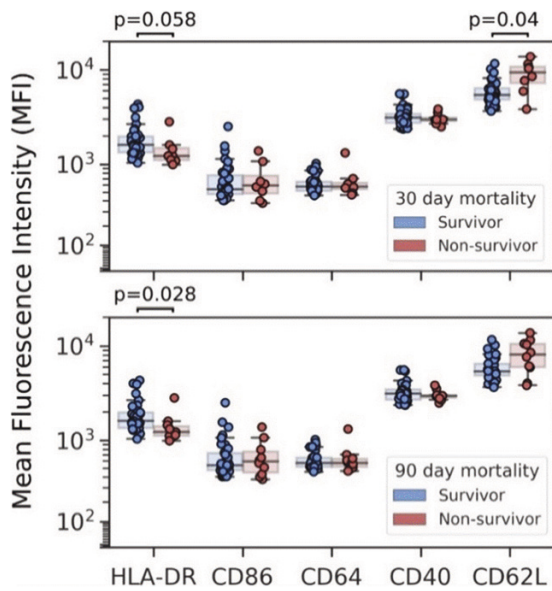 p=0.058
p=0.04
Mean Fluorescence Intensity (MFI)
10⁴
10³
10²
30 day mortality
Survivor
Non-survivor
p=0.028
10⁴
10³
10²
90 day mortality
Survivor
Non-survivor
HLA-DR CD86 CD64 CD40 CD62L